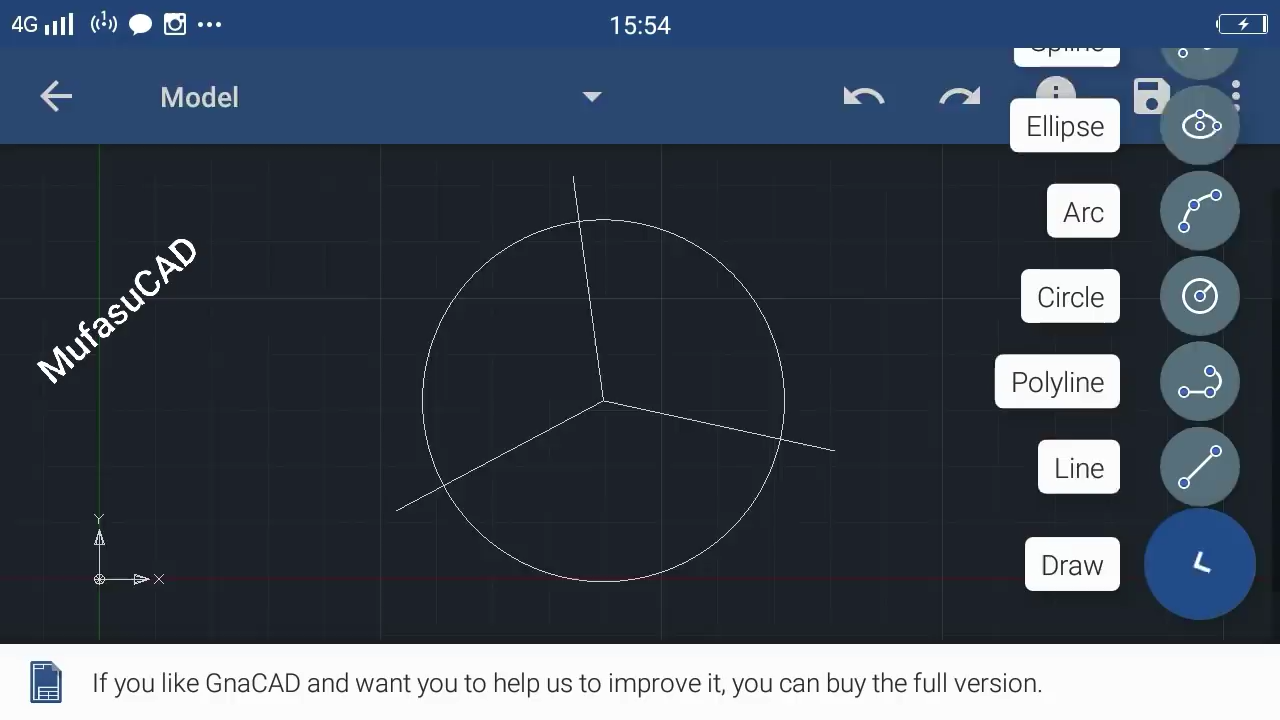 4G 15:54
Model
Spline
Ellipse
Arc
Circle
Polyline
Line
Draw
MufasuCAD
Y
X
If you like GnaCAD and want you to help us to improve it, you can buy the full version.